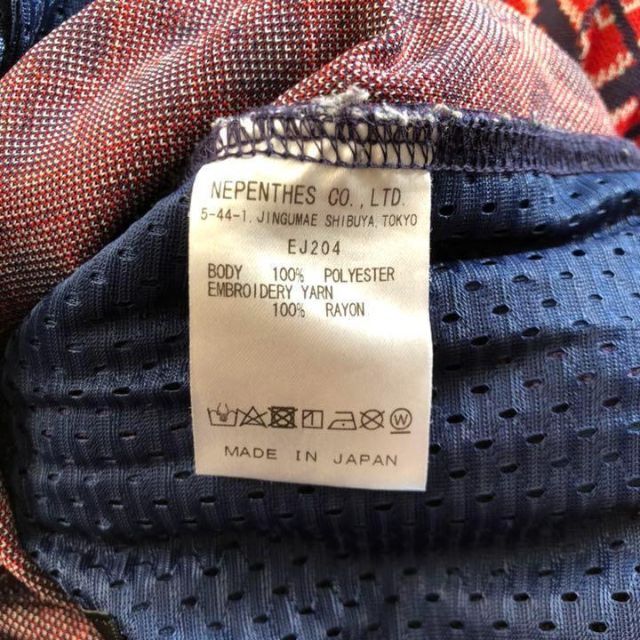 NEPENTHES CO., LTD.
5-44-1, JINGUMAE SHIBUYA, TOKYO
EJ204
BODY 100% POLYESTER
EMBROIDERY YARN
100% RAYON
MADE IN JAPAN